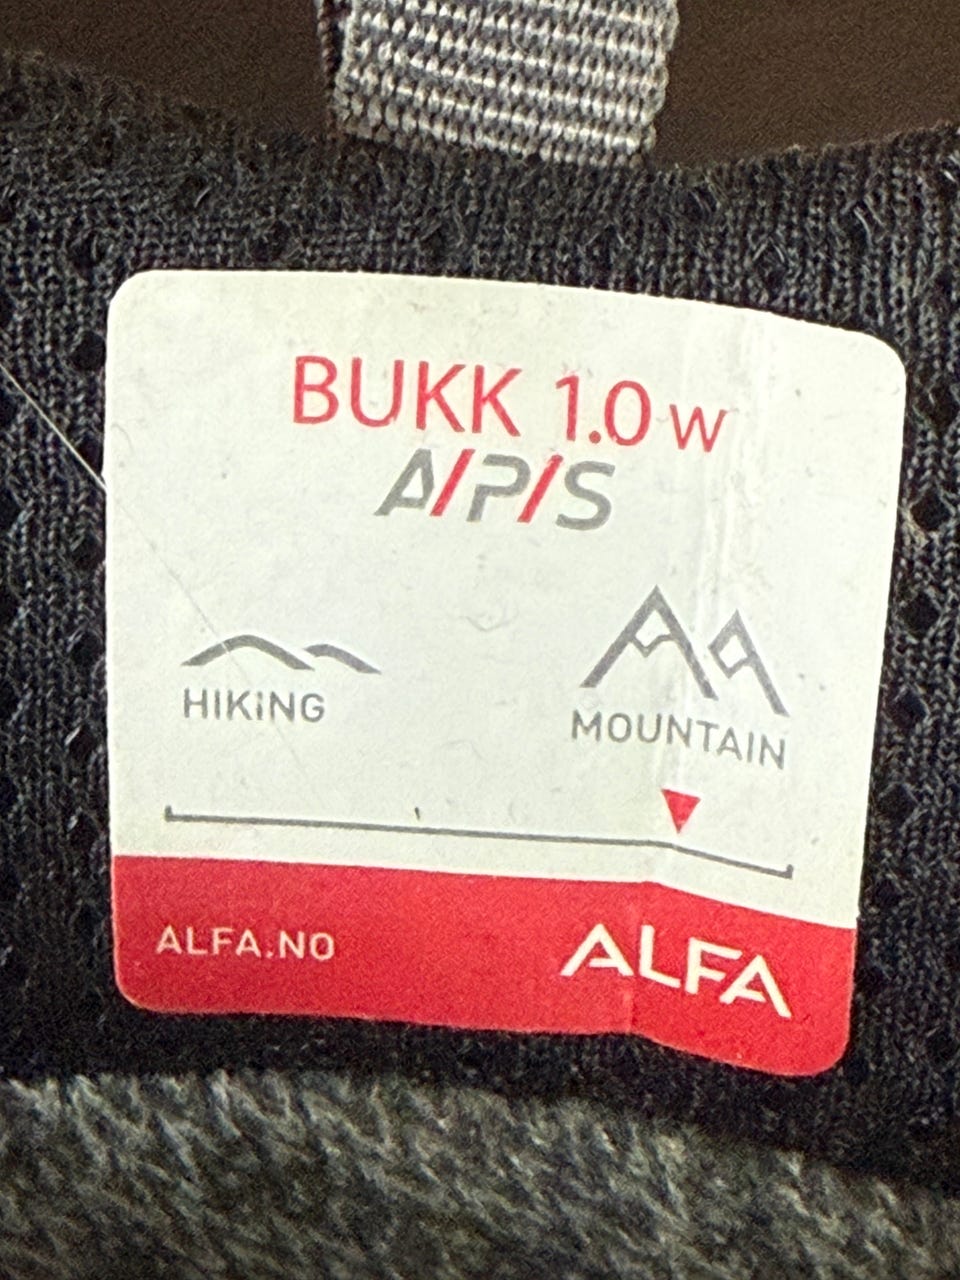 BUKK 1.0 W
A/P/S
HIKiNG
MOUNTAIN
ALFA.NO
ALFA